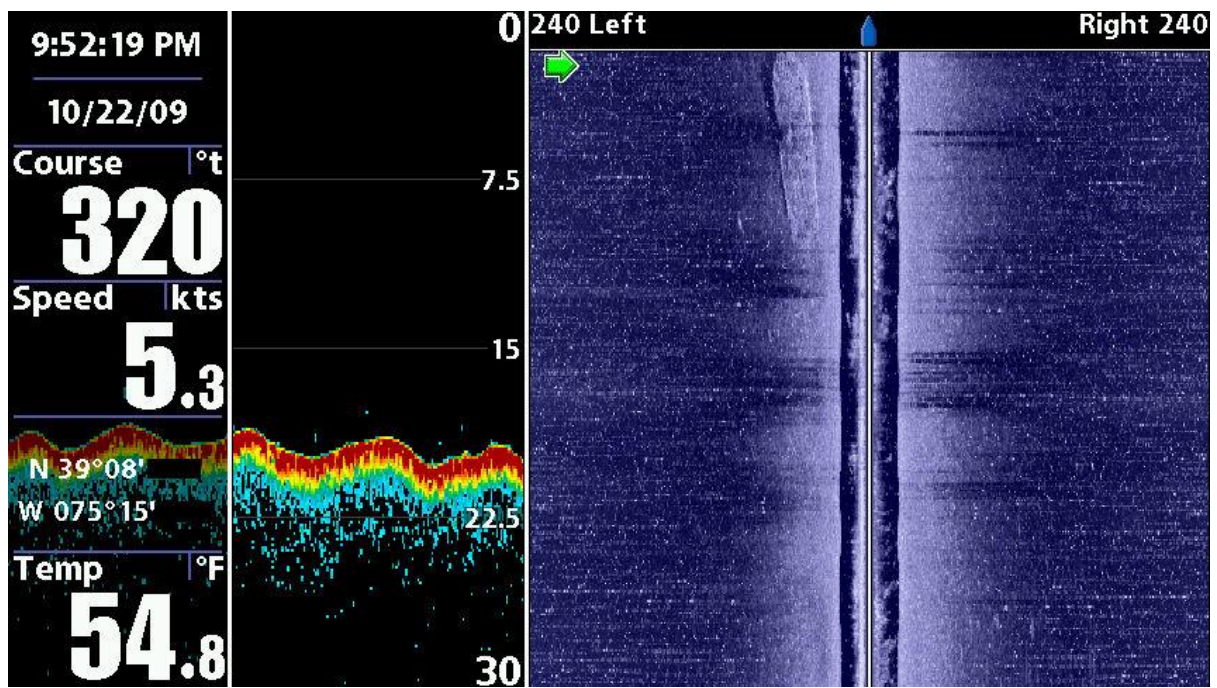 9:52:19 PM
10/22/09
Course °t
320
Speed kts
5.3
N 39°08'
W 075°15'
Temp °F
54.8
0
7.5
15
22.5
30
240 Left
Right 240